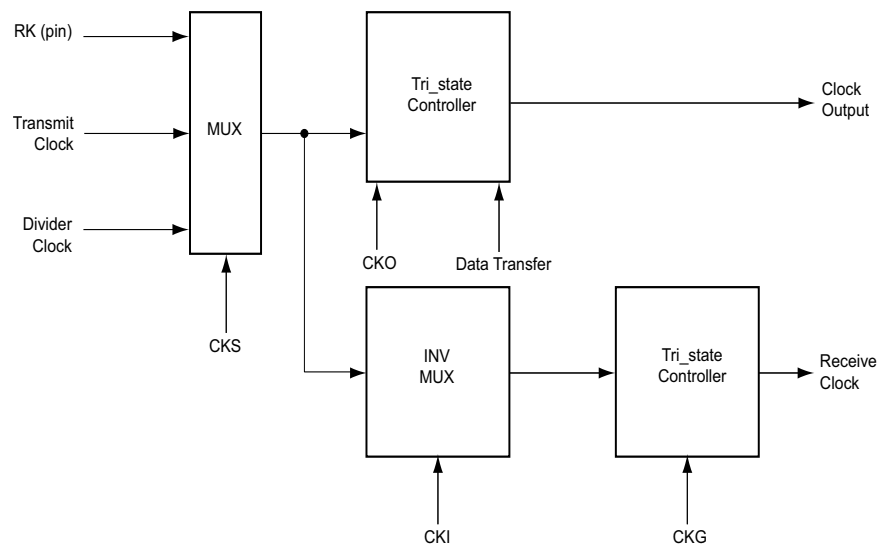 RK (pin)
Transmit
Clock
Divider
Clock
MUX
CKS
Tri_state
Controller
CKO
Data Transfer
Clock
Output
INV
MUX
CKI
Tri_state
Controller
CKG
Receive
Clock